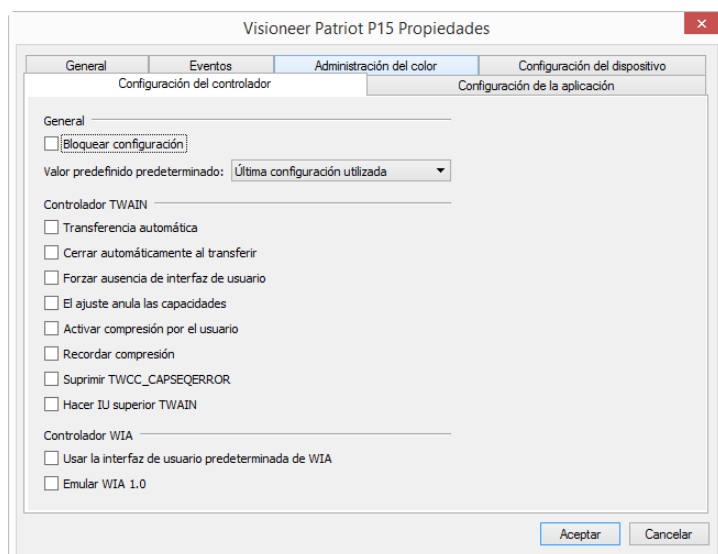 Visioneer Patriot P15 Propiedades
General
Eventos
Administración del color
Configuración del dispositivo
Configuración del controlador
Configuración de la aplicación
General
Bloquear configuración
Valor predefinido predeterminado: Última configuración utilizada
Controlador TWAIN
Transferencia automática
Cerrar automáticamente al transferir
Forzar ausencia de interfaz de usuario
El ajuste anula las capacidades
Activar compresión por el usuario
Recordar compresión
Suprimir TWCC_CAPSEQERROR
Hacer IU superior TWAIN
Controlador WIA
Usar la interfaz de usuario predeterminada de WIA
Emular WIA 1.0
Aceptar
Cancelar